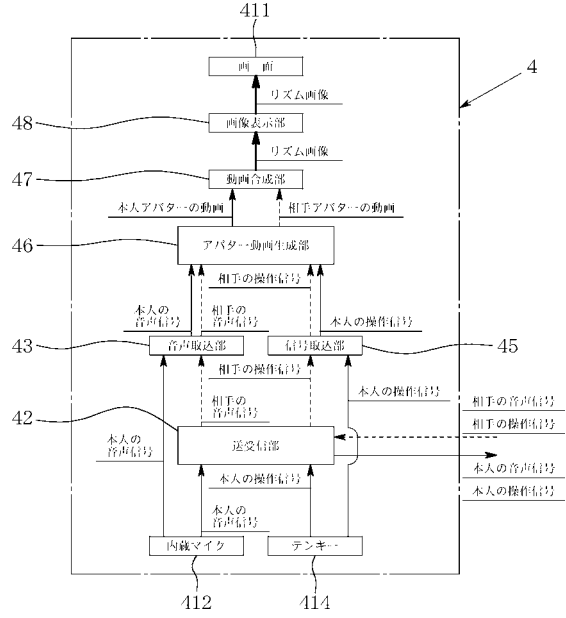 411
画　面
4
リズム画像
48
画像表示部
リズム画像
47
動画合成部
本人アバターの動画
相手アバターの動画
46
アバター動画生成部
相手の操作信号
本人の
音声信号
相手の
音声信号
本人の操作信号
43
音声取込部
信号取込部
45
相手の操作信号
本人の操作信号
相手の
音声信号
相手の音声信号
相手の操作信号
42
送受信部
本人の
音声信号
本人の音声信号
本人の操作信号
本人の操作信号
本人の
音声信号
内蔵マイク
テンキー
412
414